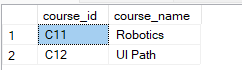 course_id course_name
1 C11 Robotics
2 C12 UI Path